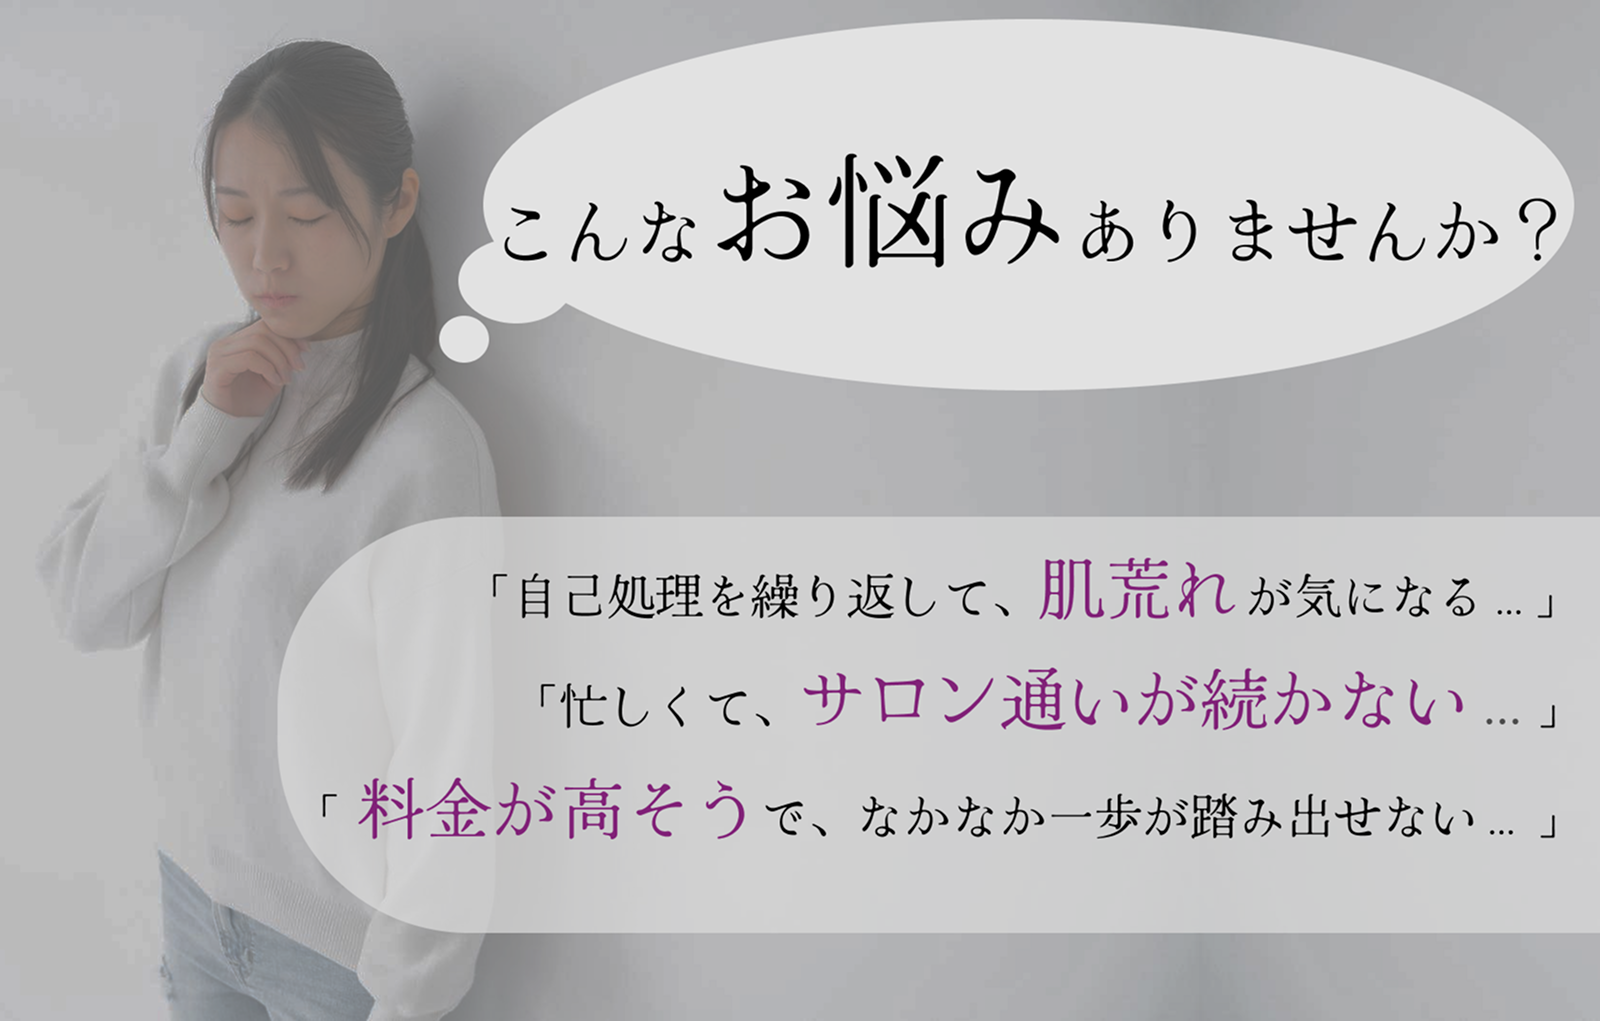 こんなお悩みありませんか？
「自己処理を繰り返して、肌荒れが気になる…」
「忙しくて、サロン通いが続かない…」
「料金が高そうで、なかなか一歩が踏み出せない…」